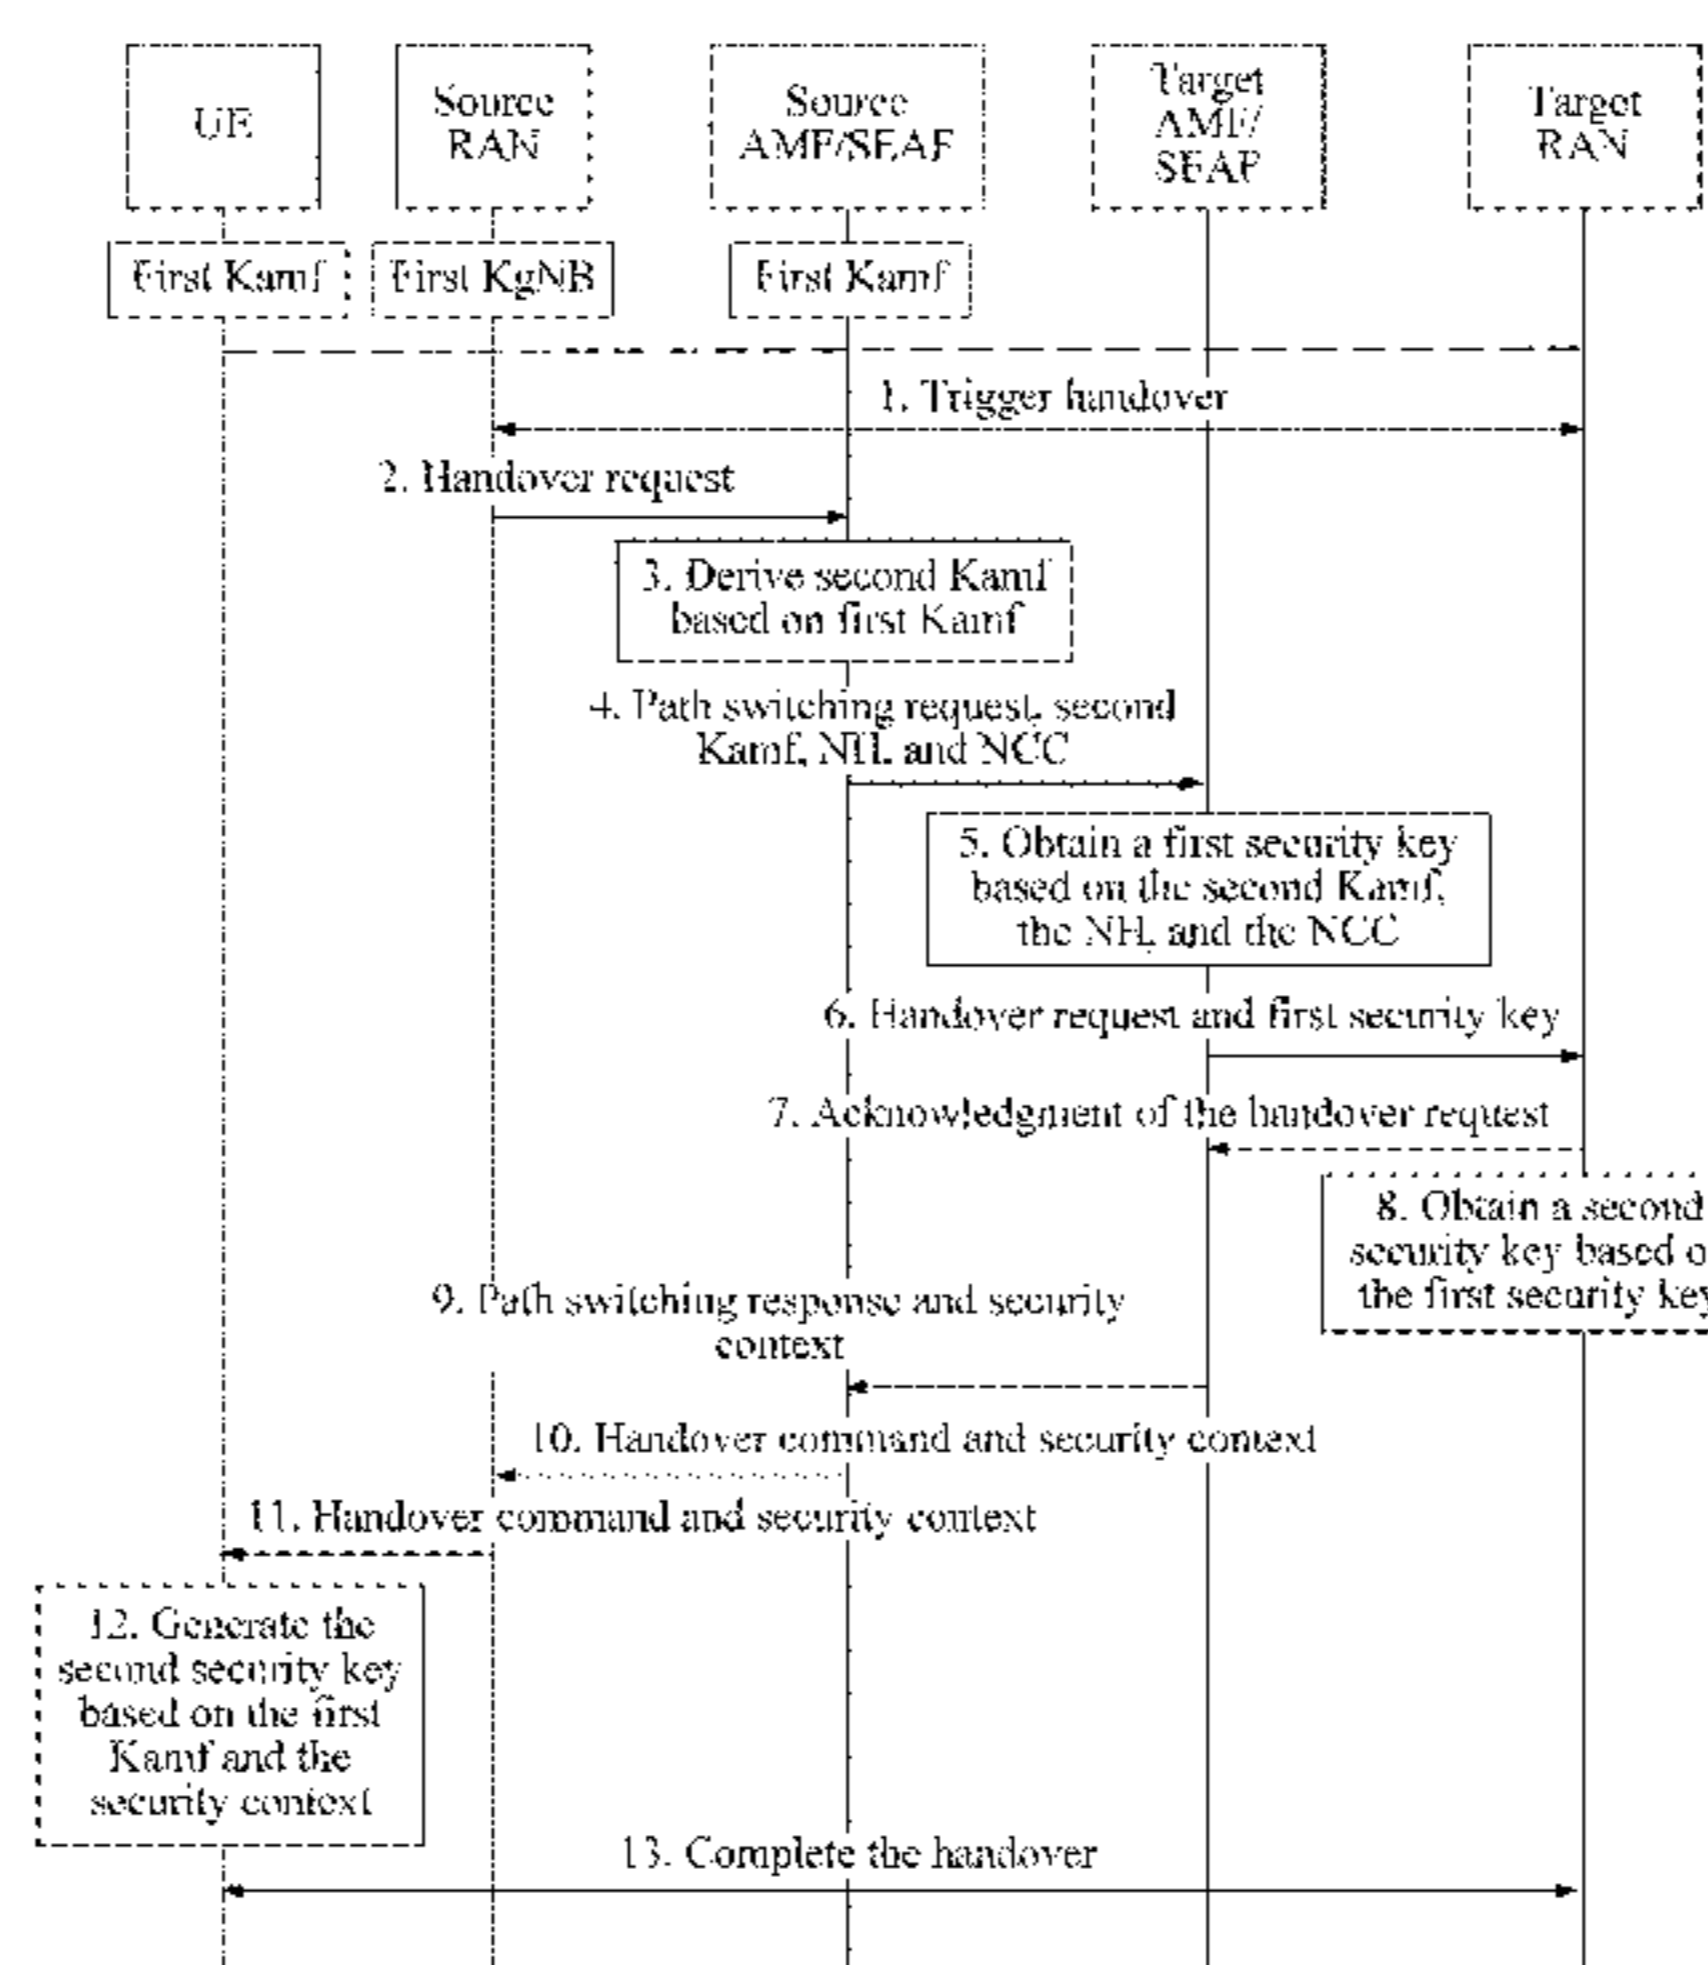 UE
Source
RAN
Source
AMF/SEAF
Target
AMF/
SEAF
Target
RAN
First Kamf
First KgNB
First Kamf
1. Trigger handover
2. Handover request
3. Derive second Kamf
based on first Kamf
4. Path switching request, second
Kamf, NH, and NCC
5. Obtain a first security key
based on the second Kamf,
the NH, and the NCC
6. Handover request and first security key
7. Acknowledgment of the handover request
8. Obtain a second
security key based o
the first security key
9. Path switching response and security
context
10. Handover command and security context
11. Handover command and security context
12. Generate the
second security key
based on the first
Kamf and the
security context
13. Complete the handover